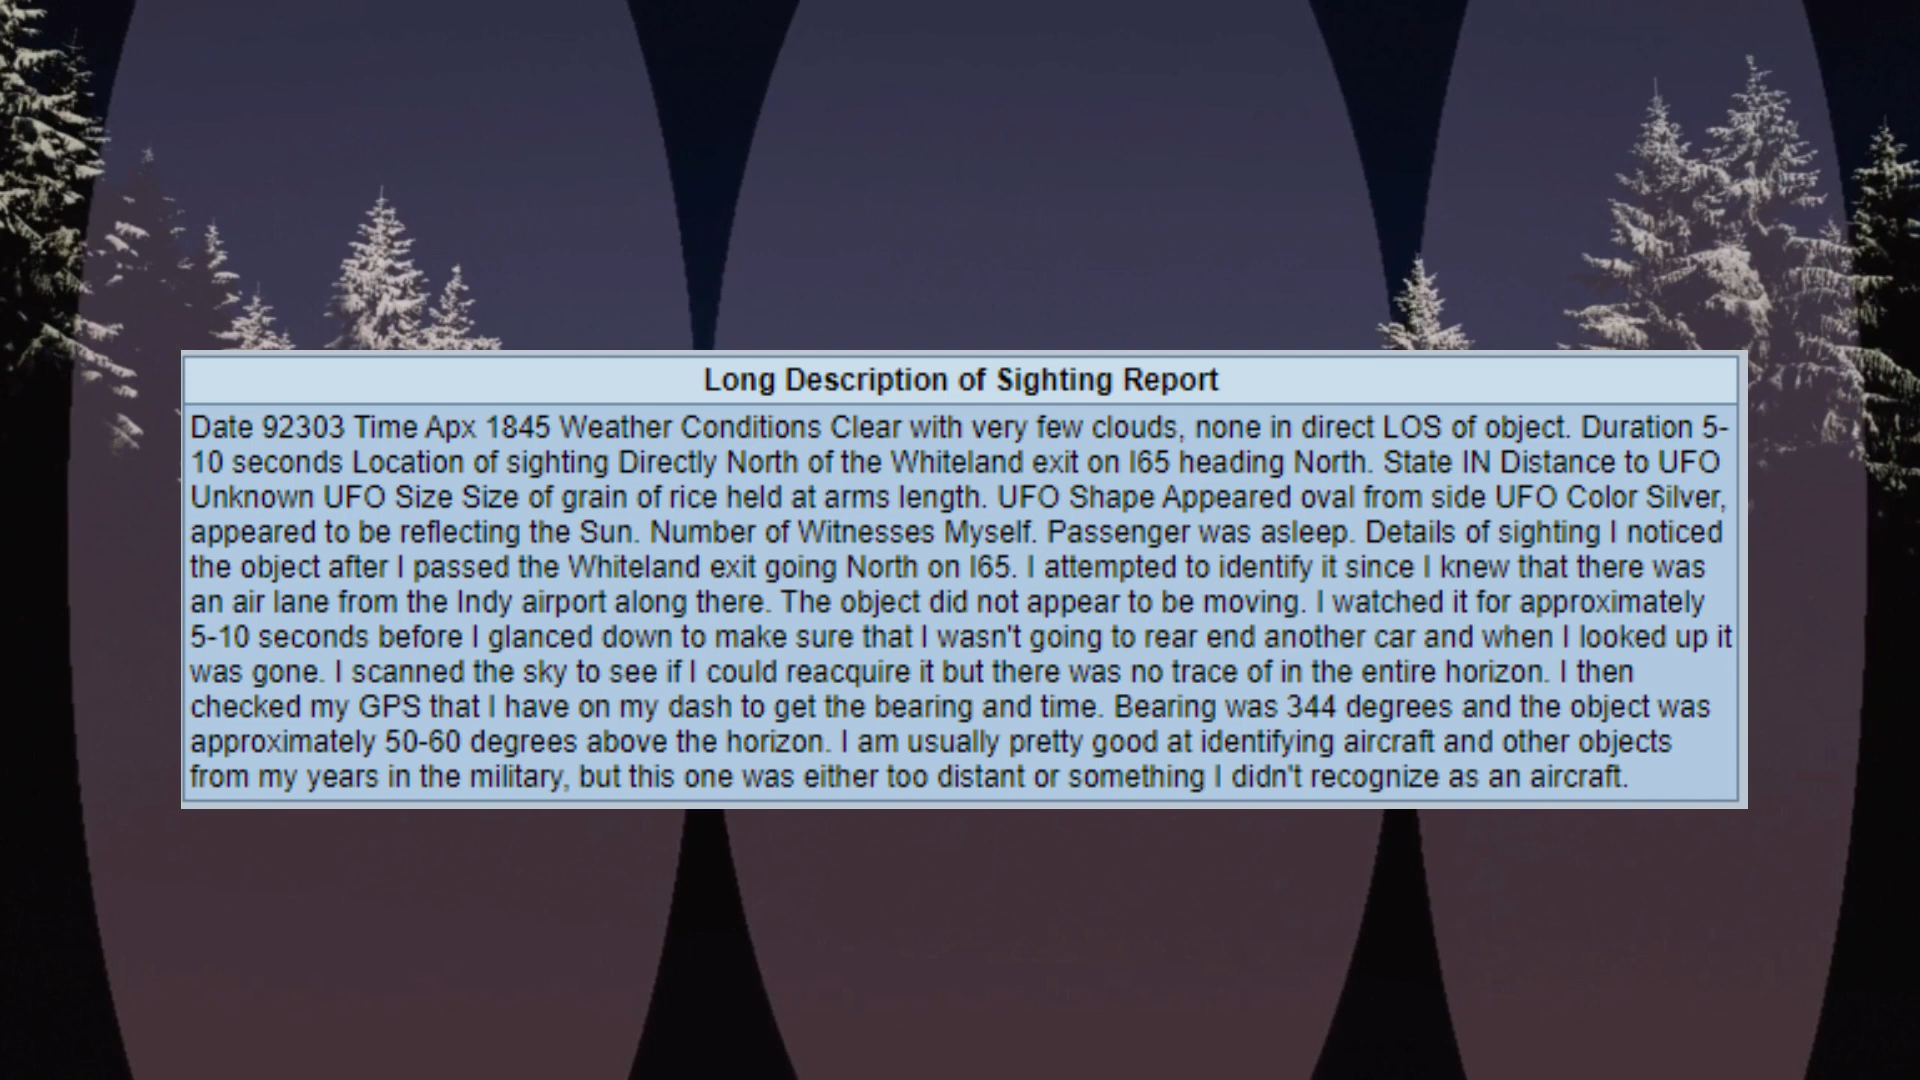 Long Description of Sighting Report
Date 92303 Time Apx 1845 Weather Conditions Clear with very few clouds, none in direct LOS of object. Duration 5-
10 seconds Location of sighting Directly North of the Whiteland exit on I65 heading North. State IN Distance to UFO
Unknown UFO Size Size of grain of rice held at arms length. UFO Shape Appeared oval from side UFO Color Silver,
appeared to be reflecting the Sun. Number of Witnesses Myself. Passenger was asleep. Details of sighting I noticed
the object after I passed the Whiteland exit going North on I65. I attempted to identify it since I knew that there was
an air lane from the Indy airport along there. The object did not appear to be moving. I watched it for approximately
5-10 seconds before I glanced down to make sure that I wasn't going to rear end another car and when I looked up it
was gone. I scanned the sky to see if I could reacquire it but there was no trace of in the entire horizon. I then
checked my GPS that I have on my dash to get the bearing and time. Bearing was 344 degrees and the object was
approximately 50-60 degrees above the horizon. I am usually pretty good at identifying aircraft and other objects
from my years in the military, but this one was either too distant or something I didn't recognize as an aircraft.